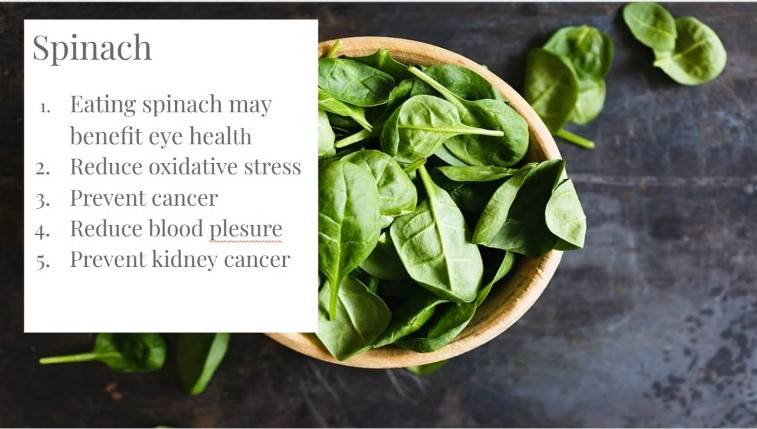 Spinach
1. Eating spinach may
benefit eye health
2. Reduce oxidative stress
3. Prevent cancer
4. Reduce blood plesure
5. Prevent kidney cancer